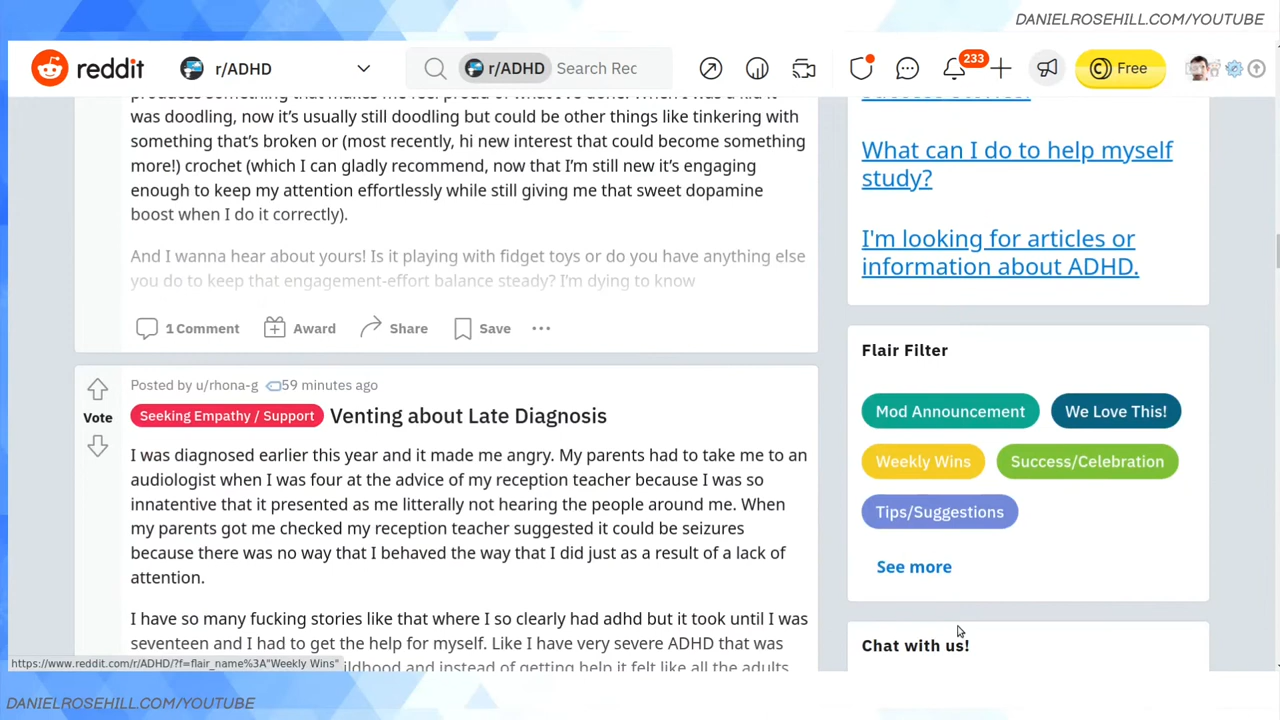 DANIELROSEHILL.COM/YOUTUBE
reddit
r/ADHD
r/ADHD Search Rec
233
Free
was doodling, now it's usually still doodling but could be other things like tinkering with
something that's broken or (most recently, hi new interest that could become something
more!) crochet (which I can gladly recommend, now that I'm still new it's engaging
enough to keep my attention effortlessly while still giving me that sweet dopamine
boost when I do it correctly).
And I wanna hear about yours! Is it playing with fidget toys or do you have anything else
you do to keep that engagement-effort balance steady? I'm dying to know
1 Comment
Award
Share
Save
Posted by u/rhona-g 59 minutes ago
Vote
Seeking Empathy / Support Venting about Late Diagnosis
I was diagnosed earlier this year and it made me angry. My parents had to take me to an
audiologist when I was four at the advice of my reception teacher because I was so
innatentive that it presented as me litterally not hearing the people around me. When
my parents got me checked my reception teacher suggested it could be seizures
because there was no way that I behaved the way that I did just as a result of a lack of
attention.
I have so many fucking stories like that where I so clearly had adhd but it took until I was
seventeen and I had to get the help for myself. Like I have very severe ADHD that was
ildhood and instead of getting help it felt like all the adults
https://www.reddit.com/r/ADHD/?f=flair_name%3A"Weekly Wins"
What can I do to help myself
study?
I'm looking for articles or
information about ADHD.
Flair Filter
Mod Announcement
We Love This!
Weekly Wins
Success/Celebration
Tips/Suggestions
See more
Chat with us!
DANIELROSEHILL.COM/YOUTUBE